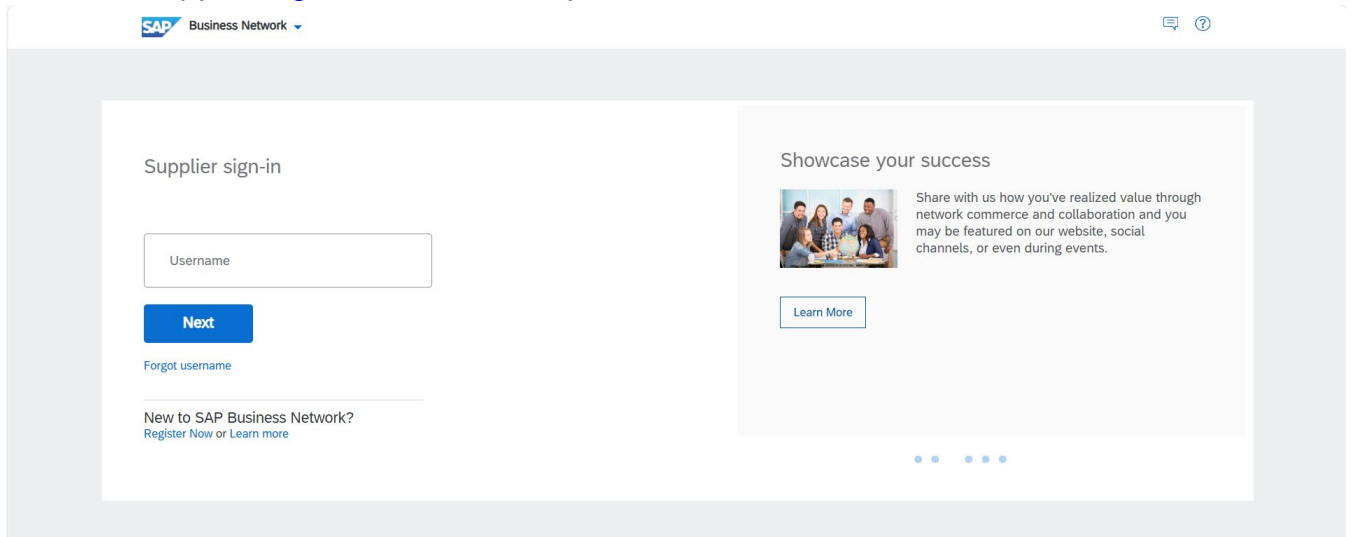 SAP Business Network
Supplier sign-in
Username
Next
Forgot username
New to SAP Business Network?
Register Now or Learn more
Showcase your success
Share with us how you've realized value through
network commerce and collaboration and you
may be featured on our website, social
channels, or even during events.
Learn More